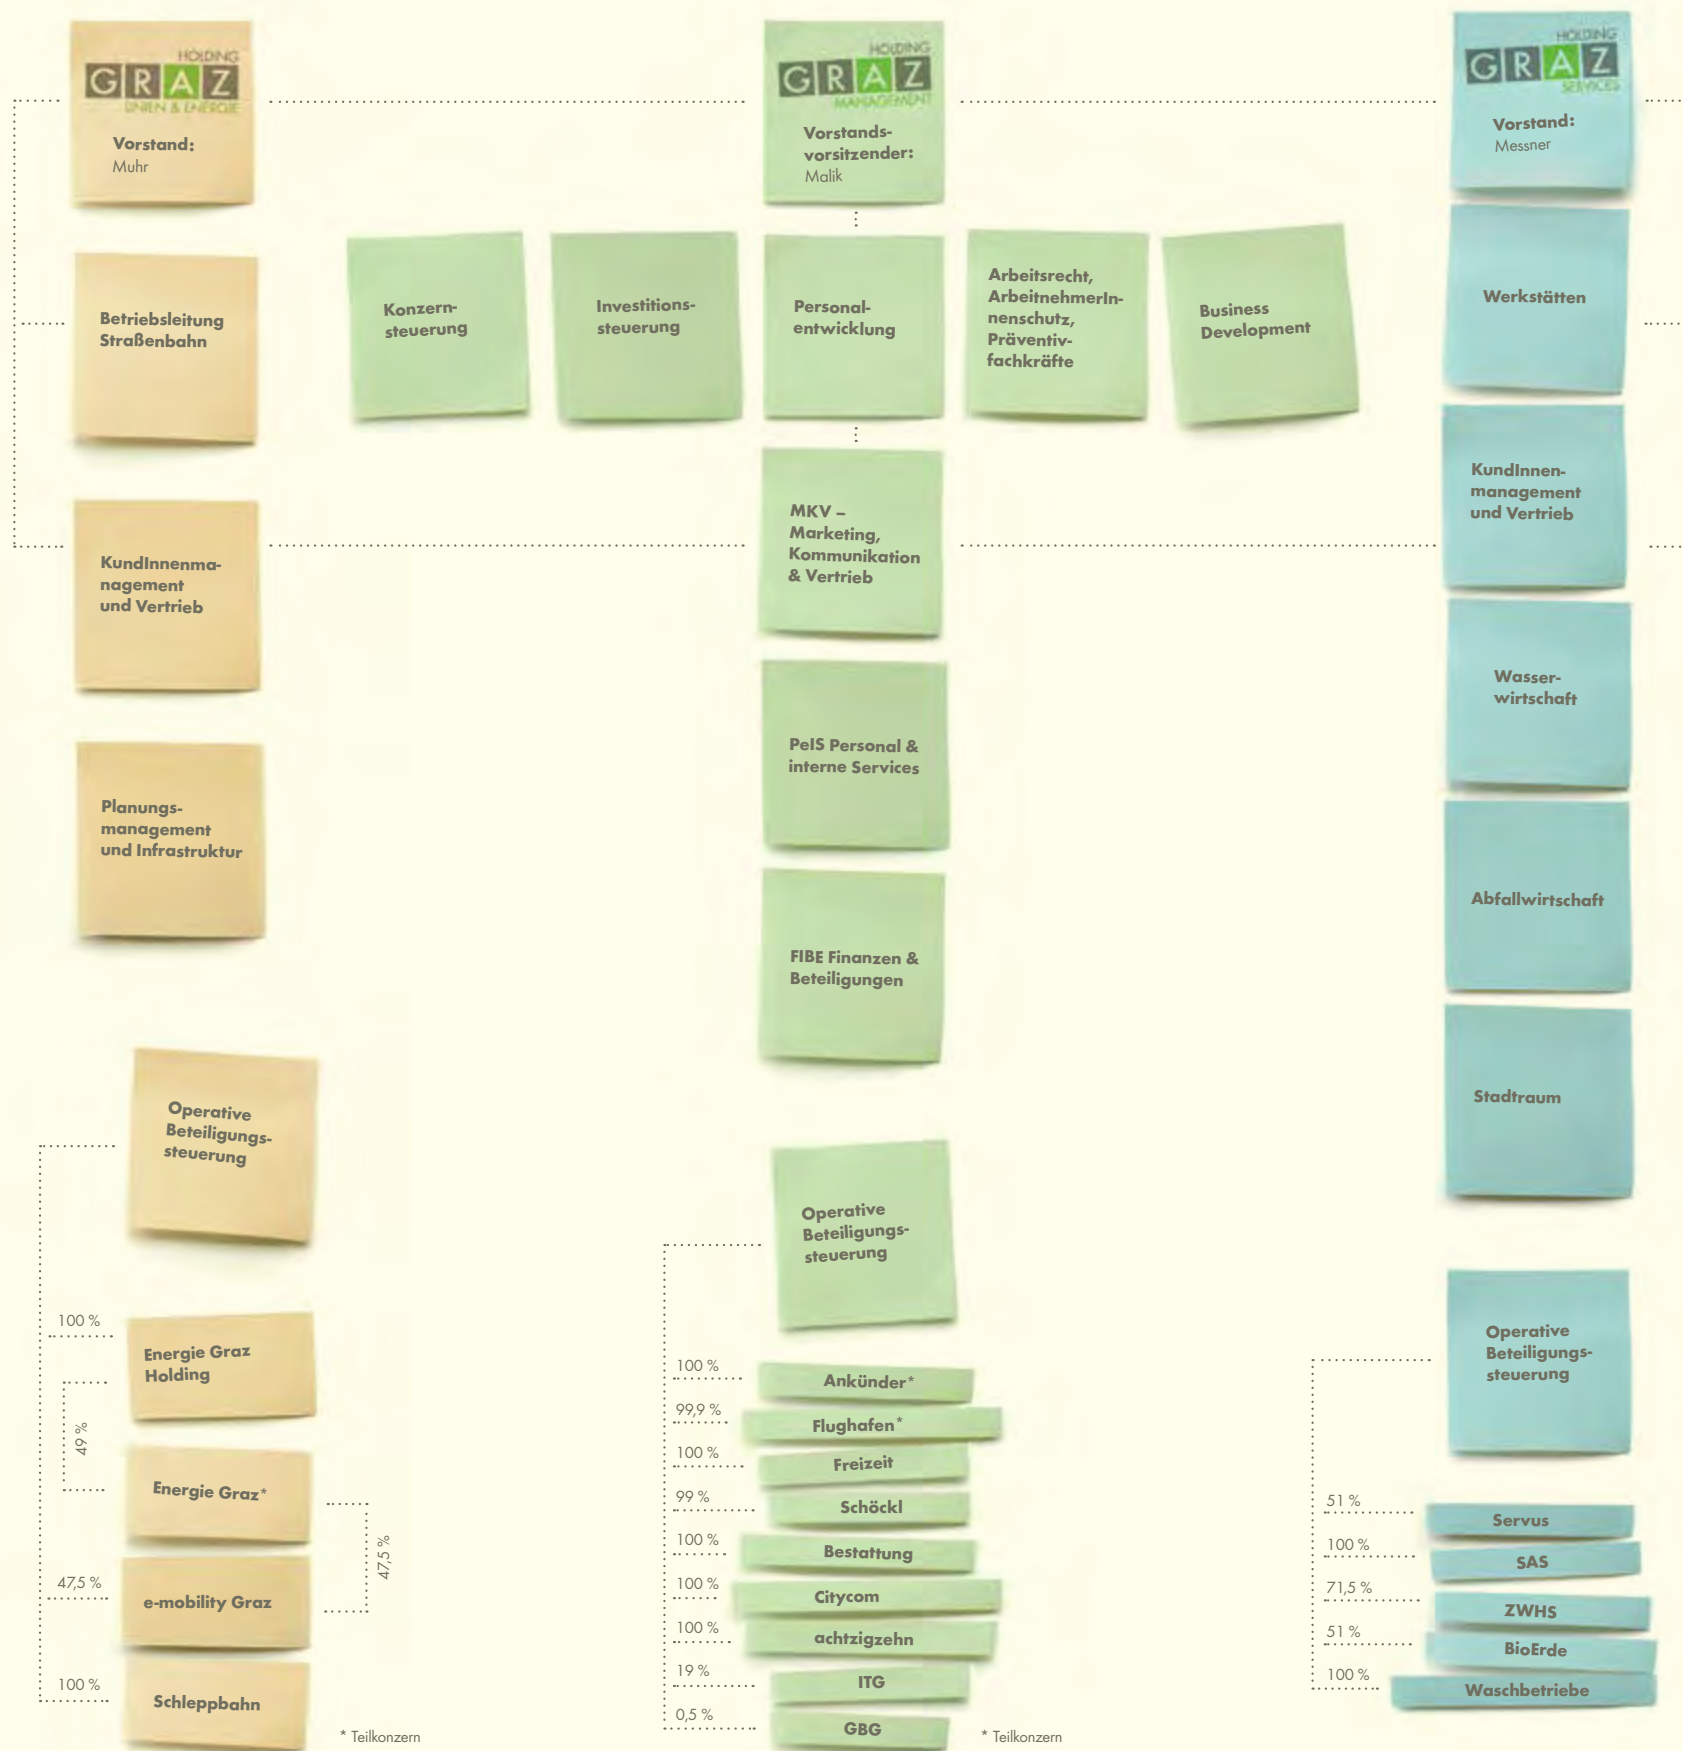 HOLDING
GRAZ
LINIEN & ENERGIE
Vorstand:
Muhr
Betriebsleitung
Straßenbahn
KundInnenma-
nagement
und Vertrieb
Planungs-
management
und Infrastruktur
Operative
Beteiligungs-
steuerung
100 %
Energie Graz
Holding
49 %
Energie Graz*
47,5 %
47,5 %
e-mobility Graz
100 %
Schleppbahn
* Teilkonzern
HOLDING
GRAZ
MANAGEMENT
Vorstands-
vorsitzender:
Malik
Konzern-
steuerung
Investitions-
steuerung
Personal-
entwicklung
Arbeitsrecht,
ArbeitnehmerIn-
nenschutz,
Präventiv-
fachkräfte
Business
Development
MKV –
Marketing,
Kommunikation
& Vertrieb
PeIS Personal &
interne Services
FIBE Finanzen &
Beteiligungen
Operative
Beteiligungs-
steuerung
100 %
Ankünder*
99,9 %
Flughafen*
100 %
Freizeit
99 %
Schöckl
100 %
Bestattung
100 %
Citycom
100 %
achtzigzehn
19 %
ITG
0,5 %
GBG
* Teilkonzern
HOLDING
GRAZ
SERVICES
Vorstand:
Messner
Werkstätten
KundInnen-
management
und Vertrieb
Wasser-
wirtschaft
Abfallwirtschaft
Stadtraum
Operative
Beteiligungs-
steuerung
51 %
Servus
100 %
SAS
71,5 %
ZWHS
51 %
BioErde
100 %
Waschbetriebe